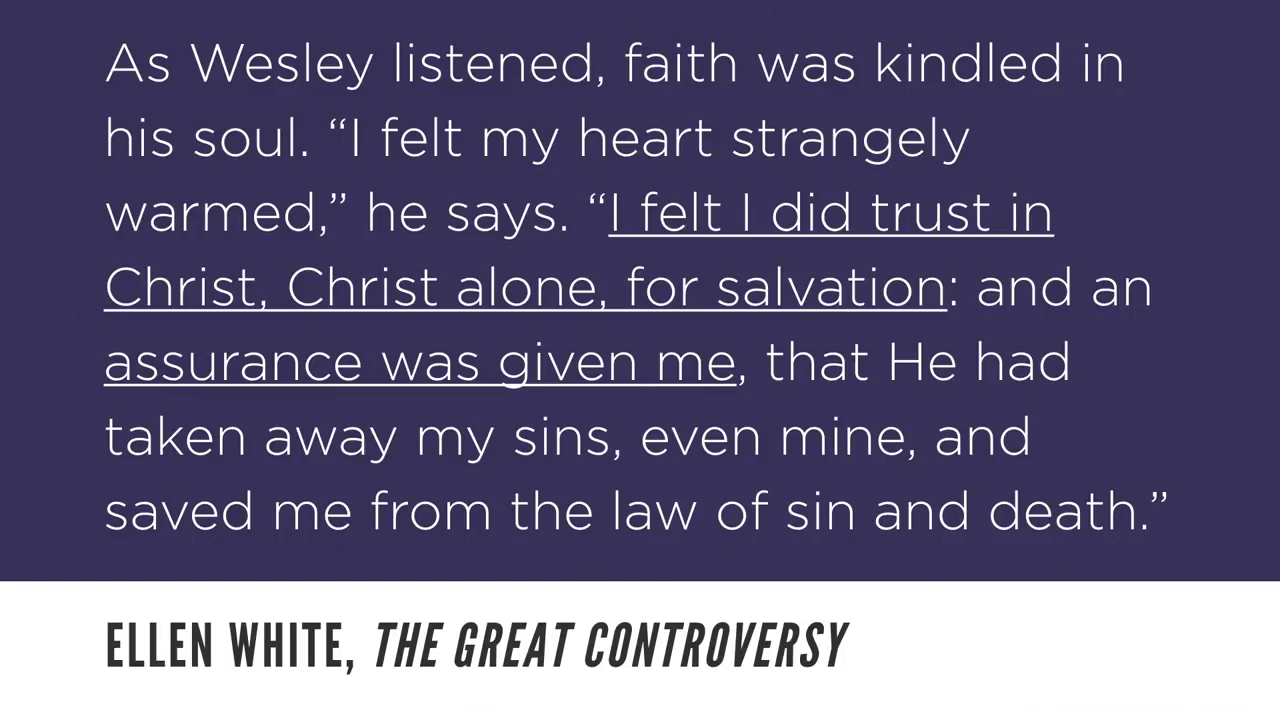 As Wesley listened, faith was kindled in
his soul. “I felt my heart strangely
warmed,” he says. “I felt I did trust in
Christ, Christ alone, for salvation: and an
assurance was given me, that He had
taken away my sins, even mine, and
saved me from the law of sin and death.”
ELLEN WHITE, THE GREAT CONTROVERSY